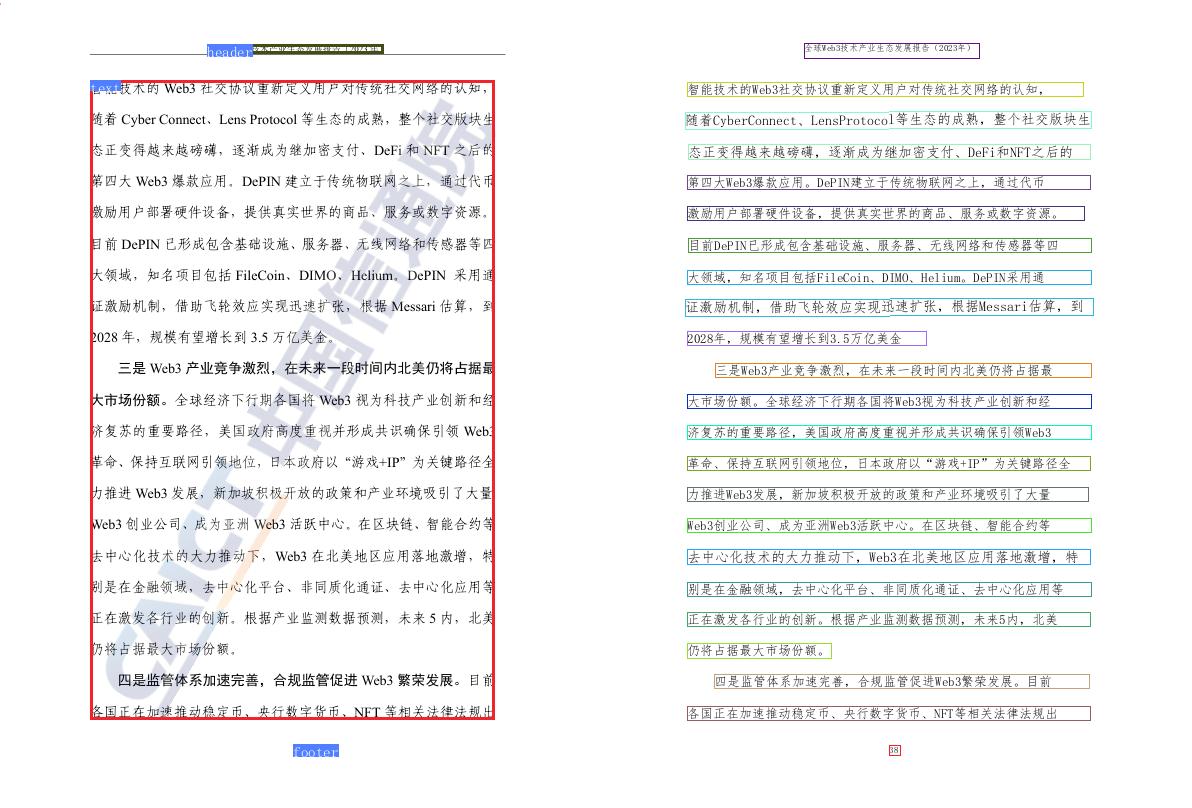 header
text
智能技术的 Web3 社交协议重新定义用户对传统社交网络的认知，
随着 Cyber Connect、Lens Protocol 等生态的成熟，整个社交版块生
态正变得越来越磅礴，逐渐成为继加密支付、DeFi 和 NFT 之后的
第四大 Web3 爆款应用。DePIN 建立于传统物联网之上，通过代币
激励用户部署硬件设备，提供真实世界的商品、服务或数字资源。
目前 DePIN 已形成包含基础设施、服务器、无线网络和传感器等四
大领域，知名项目包括 FileCoin、DIMO、Helium。DePIN 采用通
证激励机制，借助飞轮效应实现迅速扩张，根据 Messari 估算，到
2028 年，规模有望增长到 3.5 万亿美金。
三是 Web3 产业竞争激烈，在未来一段时间内北美仍将占据最
大市场份额。全球经济下行期各国将 Web3 视为科技产业创新和经
济复苏的重要路径，美国政府高度重视并形成共识确保引领 Web3
革命、保持互联网引领地位，日本政府以“游戏+IP”为关键路径全
力推进 Web3 发展，新加坡积极开放的政策和产业环境吸引了大量
Web3 创业公司、成为亚洲 Web3 活跃中心。在区块链、智能合约等
去中心化技术的大力推动下，Web3 在北美地区应用落地激增，特
别是在金融领域，去中心化平台、非同质化通证、去中心化应用等
正在激发各行业的创新。根据产业监测数据预测，未来 5 内，北美
仍将占据最大市场份额。
四是监管体系加速完善，合规监管促进 Web3 繁荣发展。目前
各国正在加速推动稳定币、央行数字货币、NFT 等相关法律法规出
footer
CAICT 中国信通院
全球Web3技术产业生态发展报告（2023年）
智能技术的Web3社交协议重新定义用户对传统社交网络的认知，
随着CyberConnect、LensProtocol等生态的成熟，整个社交版块生
态正变得越来越磅礴，逐渐成为继加密支付、DeFi和NFT之后的
第四大Web3爆款应用。DePIN建立于传统物联网之上，通过代币
激励用户部署硬件设备，提供真实世界的商品、服务或数字资源。
目前DePIN已形成包含基础设施、服务器、无线网络和传感器等四
大领域，知名项目包括FileCoin、DIMO、Helium。DePIN采用通
证激励机制，借助飞轮效应实现迅速扩张，根据Messari估算，到
2028年，规模有望增长到3.5万亿美金
三是Web3产业竞争激烈，在未来一段时间内北美仍将占据最
大市场份额。全球经济下行期各国将Web3视为科技产业创新和经
济复苏的重要路径，美国政府高度重视并形成共识确保引领Web3
革命、保持互联网引领地位，日本政府以“游戏+IP”为关键路径全
力推进Web3发展，新加坡积极开放的政策和产业环境吸引了大量
Web3创业公司、成为亚洲Web3活跃中心。在区块链、智能合约等
去中心化技术的大力推动下，Web3在北美地区应用落地激增，特
别是在金融领域，去中心化平台、非同质化通证、去中心化应用等
正在激发各行业的创新。根据产业监测数据预测，未来5内，北美
仍将占据最大市场份额。
四是监管体系加速完善，合规监管促进Web3繁荣发展。目前
各国正在加速推动稳定币、央行数字货币、NFT等相关法律法规出
38